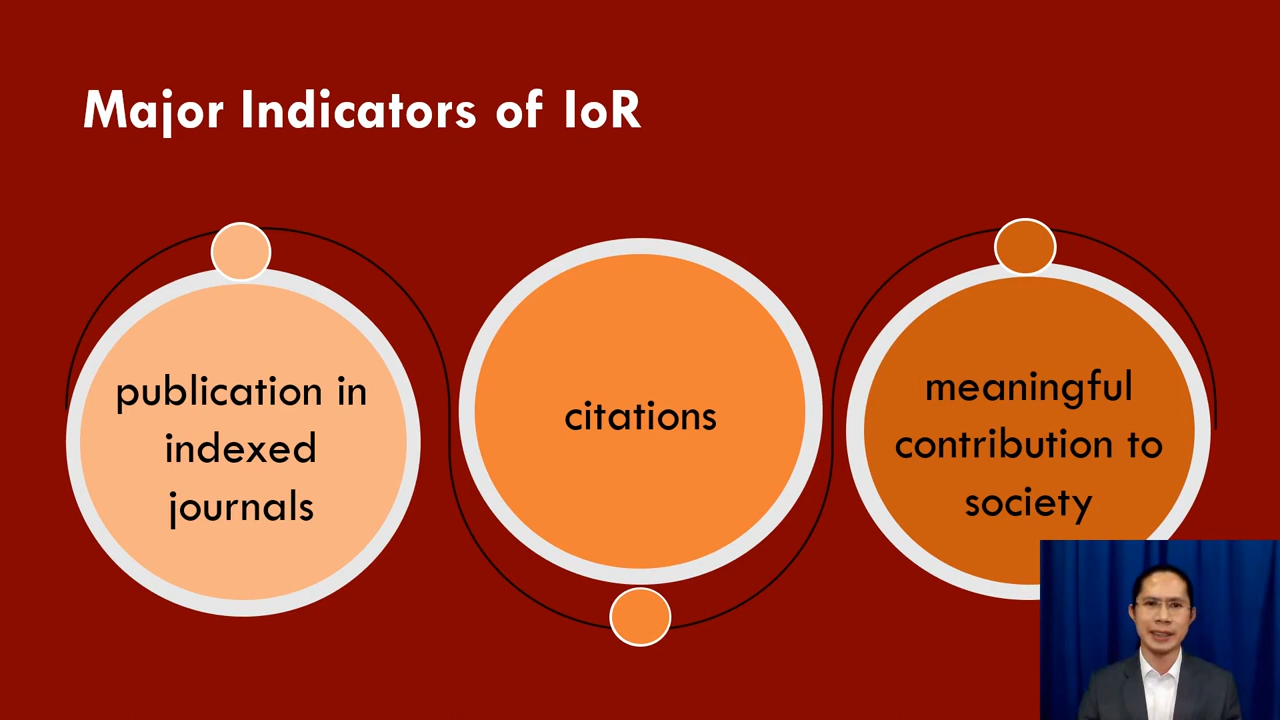 Major Indicators of IoR
publication in
indexed
journals
citations
meaningful
contribution to
society